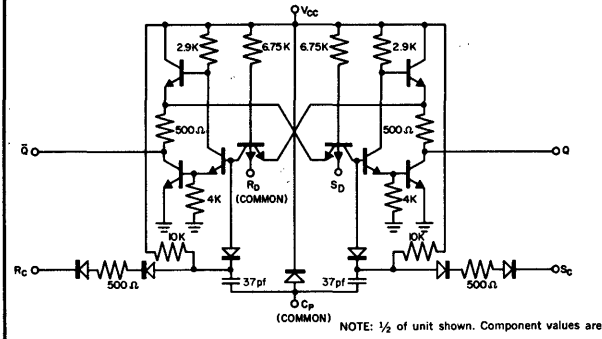 VCC
2.9K 6.75K 6.75K 2.9K
500Ω 500Ω
Q̄ Q
RD
(COMMON)
SD
4K 4K
10K 10K
RC SC
500Ω 37pf 37pf 500Ω
CP
(COMMON)
NOTE: ½ of unit shown. Component values are